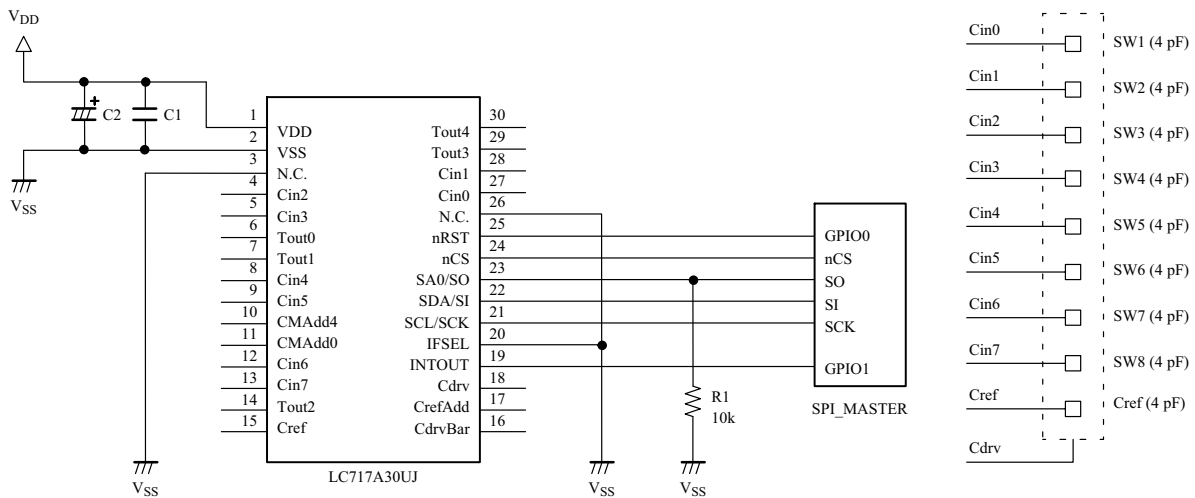 VDD
C2
C1
VSS
1
2
3
4
5
6
7
8
9
10
11
12
13
14
15
VDD
VSS
N.C.
Cin2
Cin3
Tout0
Tout1
Cin4
Cin5
CMAdd4
CMAdd0
Cin6
Cin7
Tout2
Cref
Tout4
Tout3
Cin1
Cin0
N.C.
nRST
nCS
SA0/SO
SDA/SI
SCL/SCK
IFSEL
INTOUT
Cdrv
CrefAdd
CdrvBar
30
29
28
27
26
25
24
23
22
21
20
19
18
17
16
LC717A30UJ
VSS
VSS
VSS
R1
10k
GPIO0
nCS
SO
SI
SCK
GPIO1
SPI_MASTER
Cin0 SW1 (4 pF)
Cin1 SW2 (4 pF)
Cin2 SW3 (4 pF)
Cin3 SW4 (4 pF)
Cin4 SW5 (4 pF)
Cin5 SW6 (4 pF)
Cin6 SW7 (4 pF)
Cin7 SW8 (4 pF)
Cref Cref (4 pF)
Cdrv